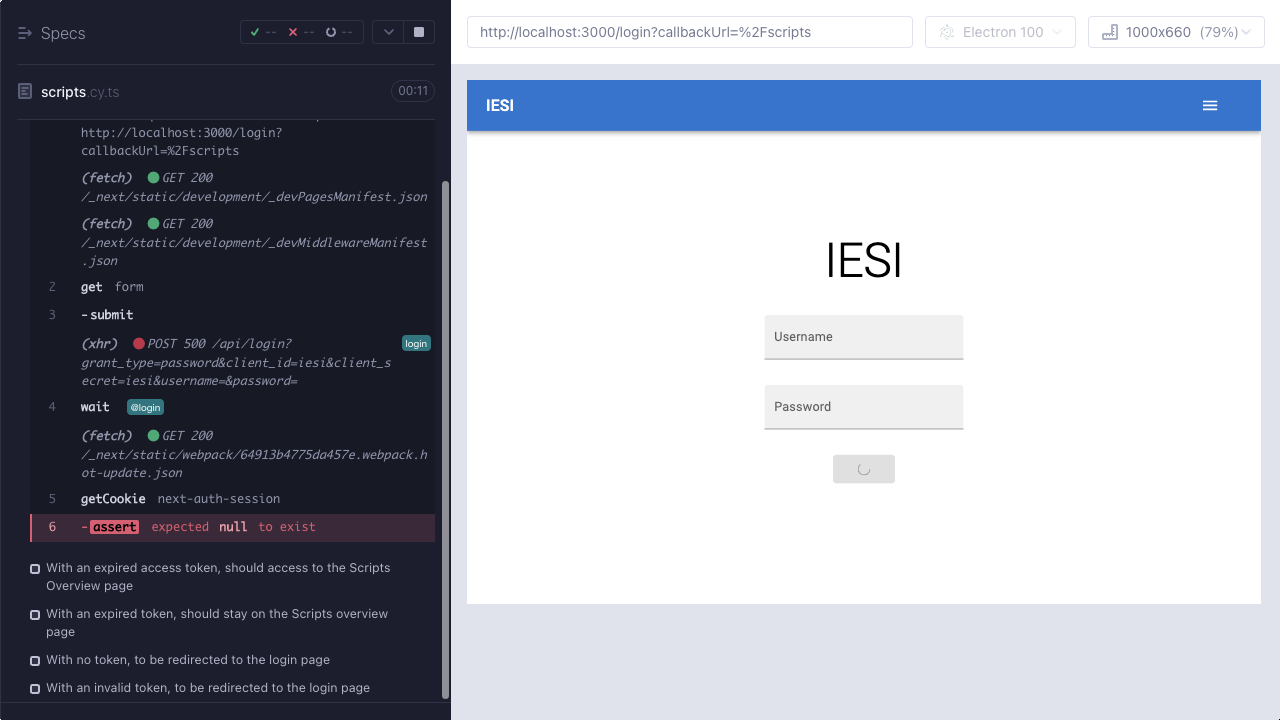 Specs
--
--
--
http://localhost:3000/login?callbackUrl=%2Fscripts
Electron 100
1000x660 (79%)
scripts.cy.ts
00:11
IESI
http://localhost:3000/login?
callbackUrl=%2Fscripts
(fetch) GET 200
/_next/static/development/_devPagesManifest.json
(fetch) GET 200
/_next/static/development/_devMiddlewareManifest
.json
2 get form
3 -submit
(xhr) POST 500 /api/login?
grant_type=password&client_id=iesi&client_s
ecret=iesi&username=&password=
login
4 wait @login
(fetch) GET 200
/_next/static/webpack/64913b4775da457e.webpack.h
ot-update.json
5 getCookie next-auth-session
6 -assert expected null to exist
With an expired access token, should access to the Scripts
Overview page
With an expired token, should stay on the Scripts overview
page
With no token, to be redirected to the login page
With an invalid token, to be redirected to the login page
IESI
Username
Password